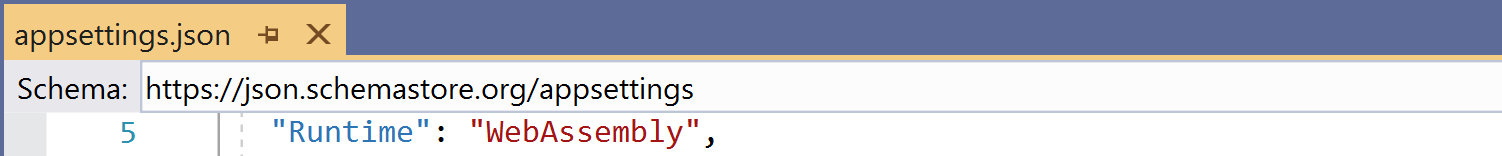 appsettings.json
Schema: https://json.schemastore.org/appsettings
5 "Runtime": "WebAssembly",